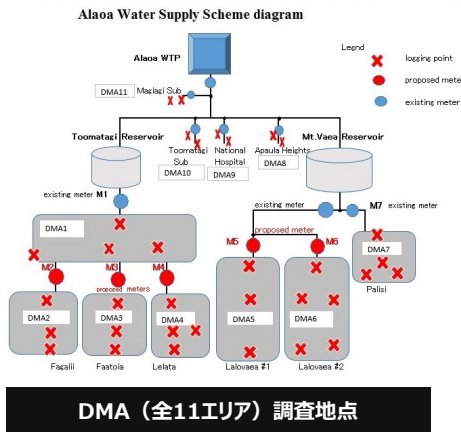 Alaoa Water Supply Scheme diagram
Alaoa WTP
Legnd
logging point
proposed meter
existing meter
DMA11
Magiagi Sub
Toomatagi Reservoir
Mt.Vaea Reservoir
Toomatagi Sub
DMA10
National Hospital
DMA9
Apaula Heights
DMA8
existing meter M1
existing meter
M7 existing meter
proposed meter
DMA1
M5
M6
DMA7
Palisi
M2
M3
M4
proposed meters
DMA2
DMA3
DMA4
DMA5
DMA6
Fagalii
Faatoia
Lelata
Lalovaea #1
Lalovaea #2
DMA（全11エリア）調査地点